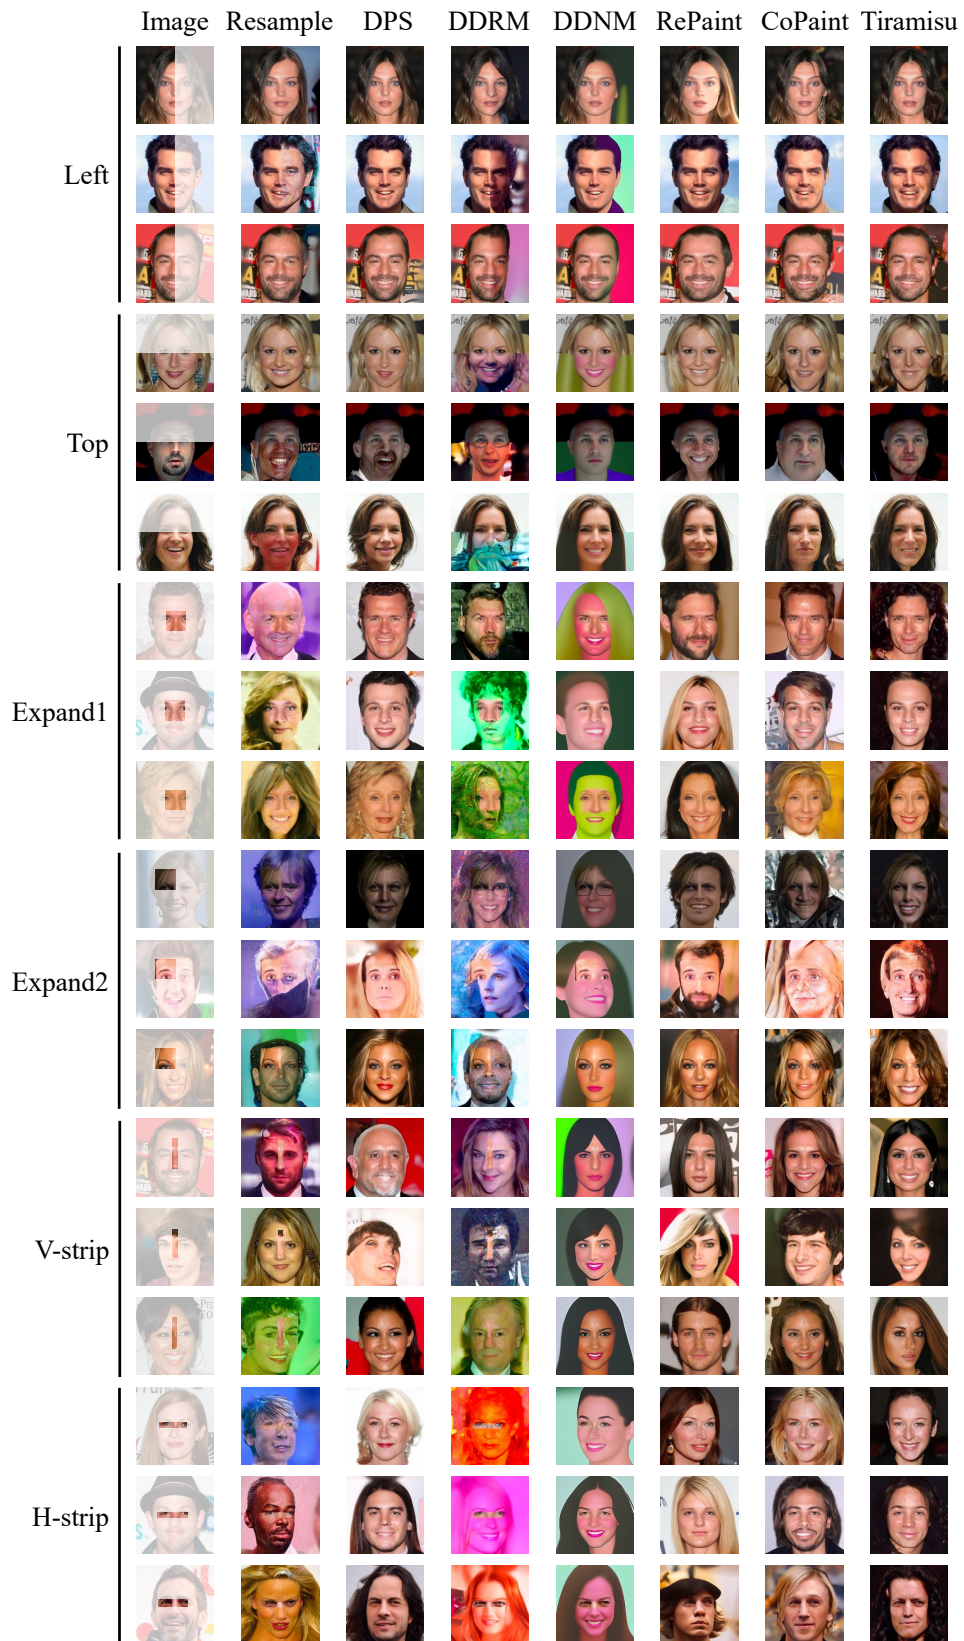 Image Resample DPS DDRM DDNM RePaint CoPaint Tiramisu
Left
Top
Expand1
Expand2
V-strip
H-strip